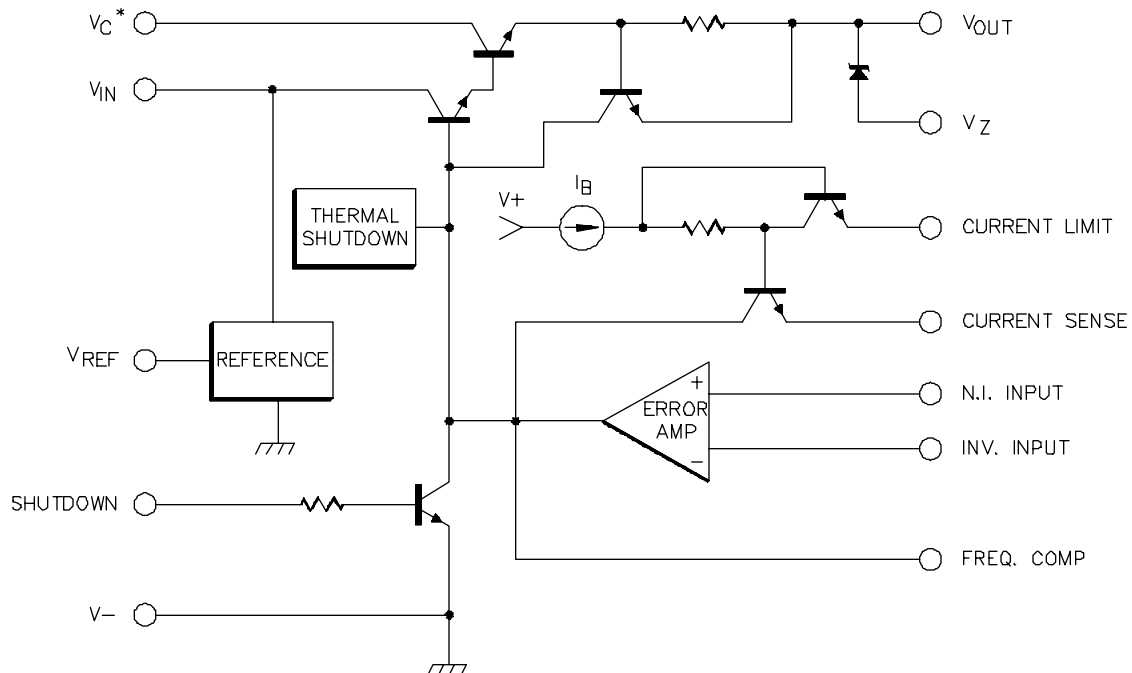 VC*
VOUT
VIN
VZ
IB
V+
THERMAL
SHUTDOWN
CURRENT LIMIT
CURRENT SENSE
VREF
REFERENCE
+
N.I. INPUT
ERROR
AMP
INV. INPUT
−
SHUTDOWN
FREQ. COMP
V−